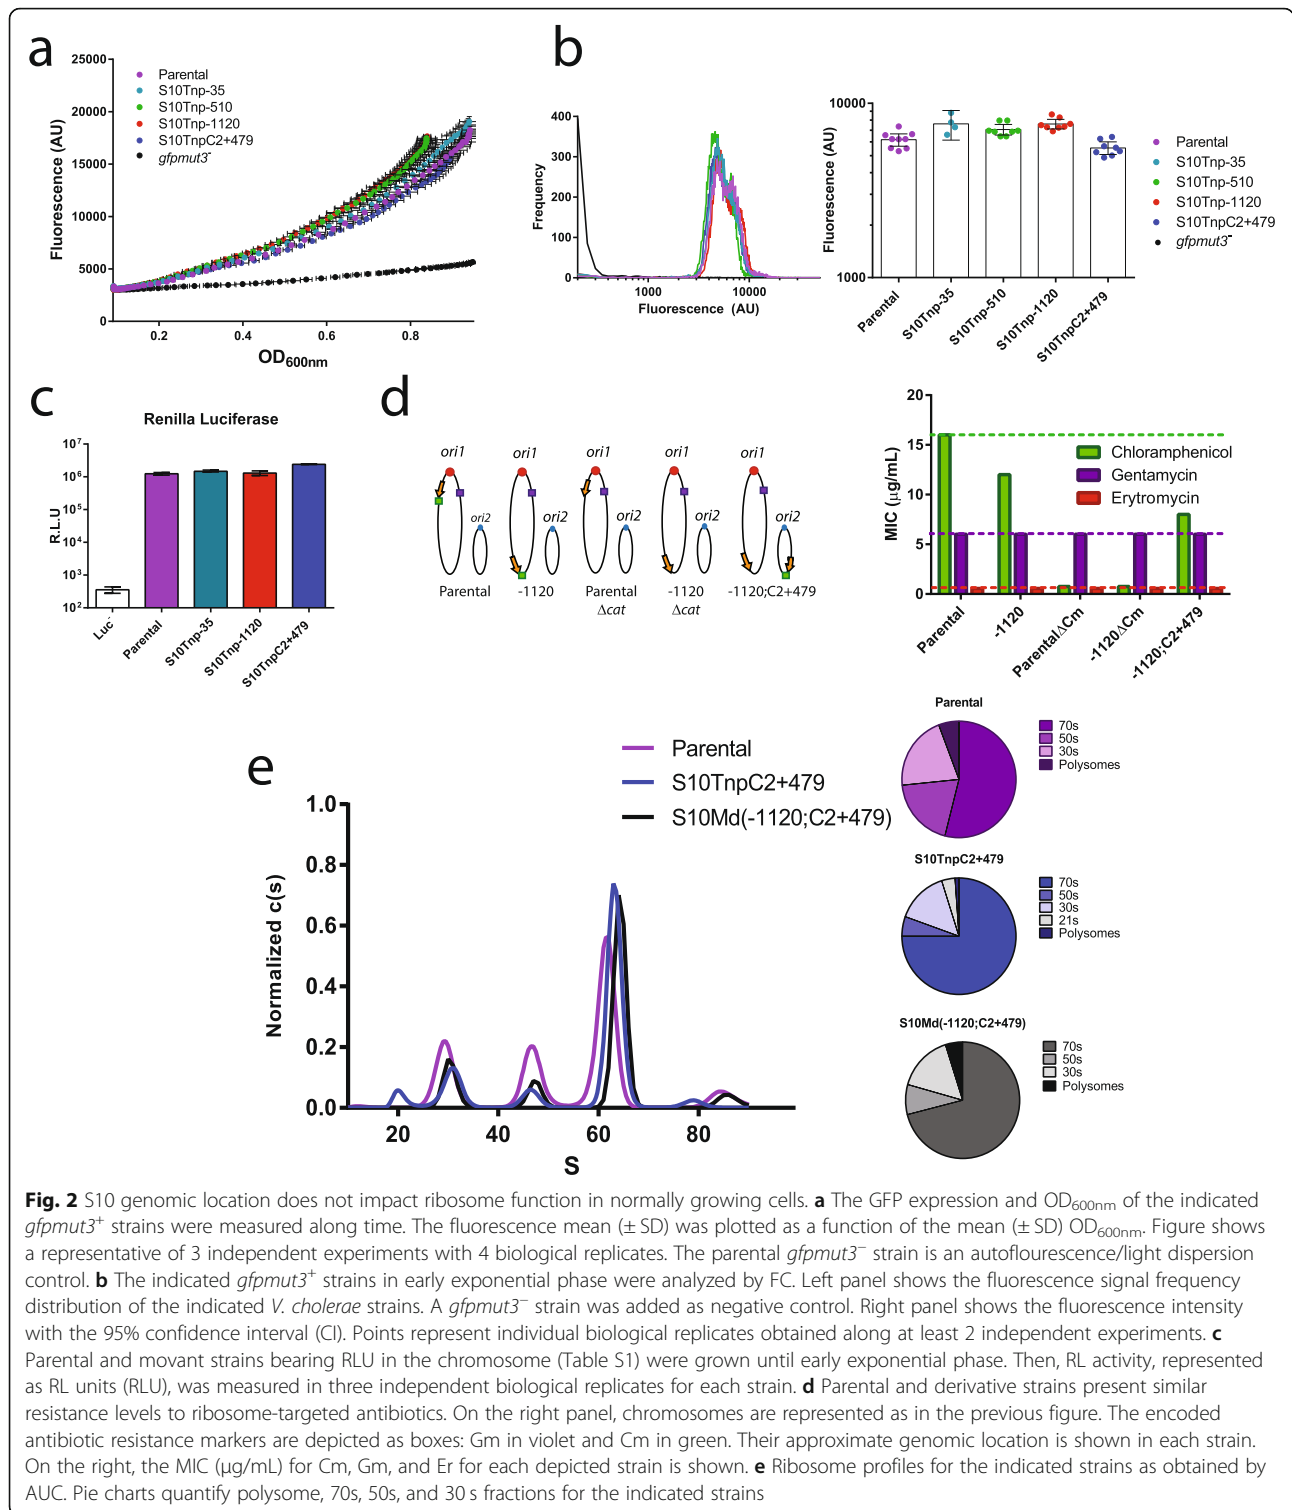 a
Fluorescence (AU)
25000
20000
15000
10000
5000
0
0.2
0.4
0.6
0.8
OD600nm
Parental
S10Tnp-35
S10Tnp-510
S10Tnp-1120
S10TnpC2+479
gfpmut3-
b
Frequency
400
300
200
100
0
1000
10000
Fluorescence (AU)
Fluorescence (AU)
10000
1000
Parental
S10Tnp-35
S10Tnp-510
S10Tnp-1120
S10TnpC2+479
Parental
S10Tnp-35
S10Tnp-510
S10Tnp-1120
S10TnpC2+479
gfpmut3-
c
Renilla Luciferase
R.L.U
10⁷
10⁶
10⁵
10⁴
10³
10²
Luc-
Parental
S10Tnp-35
S10Tnp-1120
S10TnpC2+479
d
ori1
ori1
ori1
ori1
ori1
ori2
ori2
ori2
ori2
ori2
Parental
-1120
Parental
Δcat
-1120
Δcat
-1120;C2+479
MIC (µg/mL)
20
15
10
5
0
Chloramphenicol
Gentamycin
Erytromycin
Parental
-1120
ParentalΔCm
-1120ΔCm
-1120;C2+479
e
Parental
S10TnpC2+479
S10Md(-1120;C2+479)
Normalized c(s)
1.0
0.8
0.6
0.4
0.2
0.0
20
40
60
80
S
Parental
70s
50s
30s
Polysomes
S10TnpC2+479
70s
50s
30s
21s
Polysomes
S10Md(-1120;C2+479)
70s
50s
30s
Polysomes
Fig. 2 S10 genomic location does not impact ribosome function in normally growing cells. a The GFP expression and OD600nm of the indicated
gfpmut3+ strains were measured along time. The fluorescence mean (± SD) was plotted as a function of the mean (± SD) OD600nm. Figure shows
a representative of 3 independent experiments with 4 biological replicates. The parental gfpmut3− strain is an autoflourescence/light dispersion
control. b The indicated gfpmut3+ strains in early exponential phase were analyzed by FC. Left panel shows the fluorescence signal frequency
distribution of the indicated V. cholerae strains. A gfpmut3− strain was added as negative control. Right panel shows the fluorescence intensity
with the 95% confidence interval (CI). Points represent individual biological replicates obtained along at least 2 independent experiments. c
Parental and movant strains bearing RLU in the chromosome (Table S1) were grown until early exponential phase. Then, RL activity, represented
as RL units (RLU), was measured in three independent biological replicates for each strain. d Parental and derivative strains present similar
resistance levels to ribosome-targeted antibiotics. On the right panel, chromosomes are represented as in the previous figure. The encoded
antibiotic resistance markers are depicted as boxes: Gm in violet and Cm in green. Their approximate genomic location is shown in each strain.
On the right, the MIC (µg/mL) for Cm, Gm, and Er for each depicted strain is shown. e Ribosome profiles for the indicated strains as obtained by
AUC. Pie charts quantify polysome, 70s, 50s, and 30 s fractions for the indicated strains